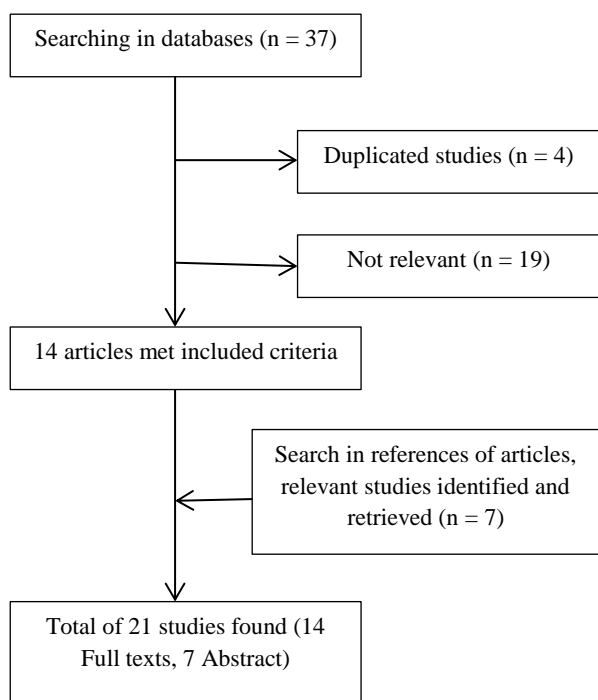 Searching in databases (n = 37)
Duplicated studies (n = 4)
Not relevant (n = 19)
14 articles met included criteria
Search in references of articles,
relevant studies identified and
retrieved (n = 7)
Total of 21 studies found (14
Full texts, 7 Abstract)